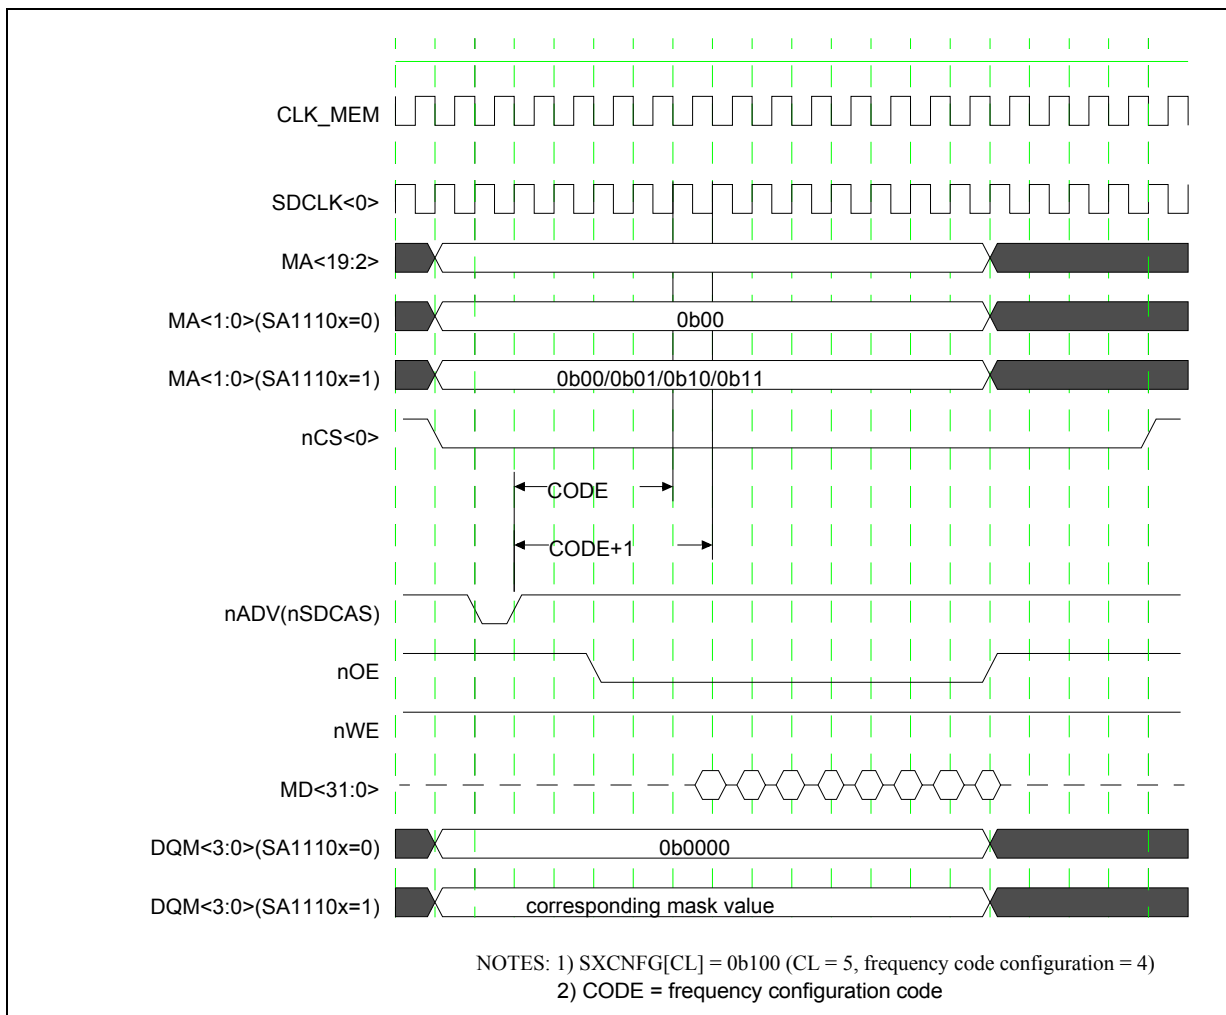 CLK_MEM
SDCLK<0>
MA<19:2>
MA<1:0>(SA1110x=0)
0b00
MA<1:0>(SA1110x=1)
0b00/0b01/0b10/0b11
nCS<0>
CODE
CODE+1
nADV(nSDCAS)
nOE
nWE
MD<31:0>
DQM<3:0>(SA1110x=0)
0b0000
DQM<3:0>(SA1110x=1)
corresponding mask value
NOTES: 1) SXCNFG[CL] = 0b100 (CL = 5, frequency code configuration = 4)
2) CODE = frequency configuration code